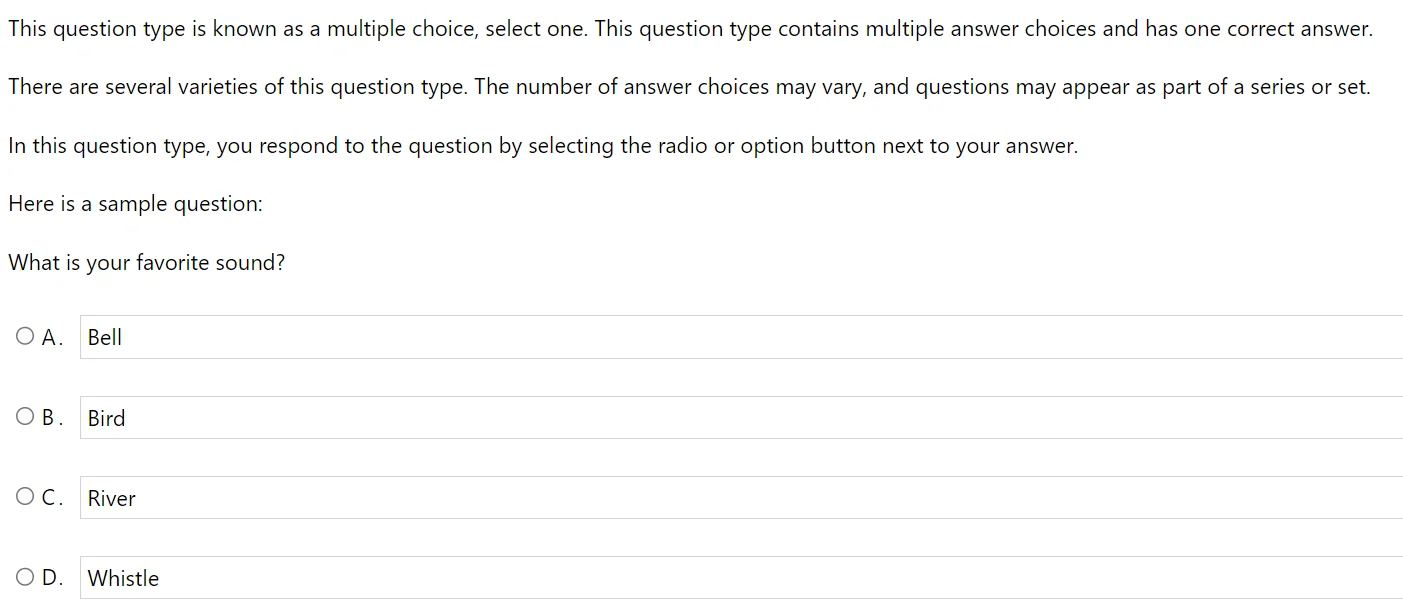 This question type is known as a multiple choice, select one. This question type contains multiple answer choices and has one correct answer.
There are several varieties of this question type. The number of answer choices may vary, and questions may appear as part of a series or set.
In this question type, you respond to the question by selecting the radio or option button next to your answer.
Here is a sample question:
What is your favorite sound?
A. Bell
B. Bird
C. River
D. Whistle